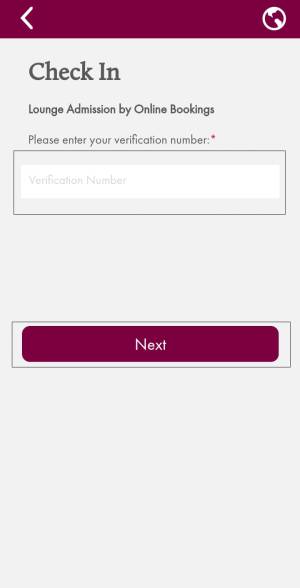 Check In
Lounge Admission by Online Bookings
Please enter your verification number:*
Verification Number
Next